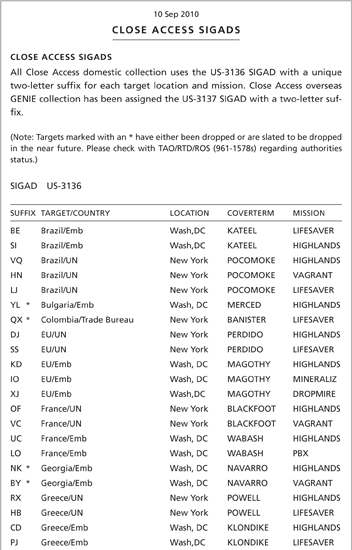 10 Sep 2010
CLOSE ACCESS SIGADS
CLOSE ACCESS SIGADS
All Close Access domestic collection uses the US-3136 SIGAD with a unique
two-letter suffix for each target location and mission. Close Access overseas
GENIE collection has been assigned the US-3137 SIGAD with a two-letter suf-
fix.
(Note: Targets marked with an * have either been dropped or are slated to be dropped
in the near future. Please check with TAO/RTD/ROS (961-1578s) regarding authorities
status.)
SIGAD US-3136
SUFFIX TARGET/COUNTRY LOCATION COVERTERM MISSION
BE Brazil/Emb Wash,DC KATEEL LIFESAVER
SI Brazil/Emb Wash,DC KATEEL HIGHLANDS
VQ Brazil/UN New York POCOMOKE HIGHLANDS
HN Brazil/UN New York POCOMOKE VAGRANT
LJ Brazil/UN New York POCOMOKE LIFESAVER
YL * Bulgaria/Emb Wash, DC MERCED HIGHLANDS
QX * Colombia/Trade Bureau New York BANISTER LIFESAVER
DJ EU/UN New York PERDIDO HIGHLANDS
SS EU/UN New York PERDIDO LIFESAVER
KD EU/Emb Wash, DC MAGOTHY HIGHLANDS
IO EU/Emb Wash, DC MAGOTHY MINERALIZ
XJ EU/Emb Wash, DC MAGOTHY DROPMIRE
OF France/UN New York BLACKFOOT HIGHLANDS
VC France/UN New York BLACKFOOT VAGRANT
UC France/Emb Wash, DC WABASH HIGHLANDS
LO France/Emb Wash, DC WABASH PBX
NK * Georgia/Emb Wash, DC NAVARRO HIGHLANDS
BY * Georgia/Emb Wash, DC NAVARRO VAGRANT
RX Greece/UN New York POWELL HIGHLANDS
HB Greece/UN New York POWELL LIFESAVER
CD Greece/Emb Wash, DC KLONDIKE HIGHLANDS
PJ Greece/Emb Wash, DC KLONDIKE LIFESAVER